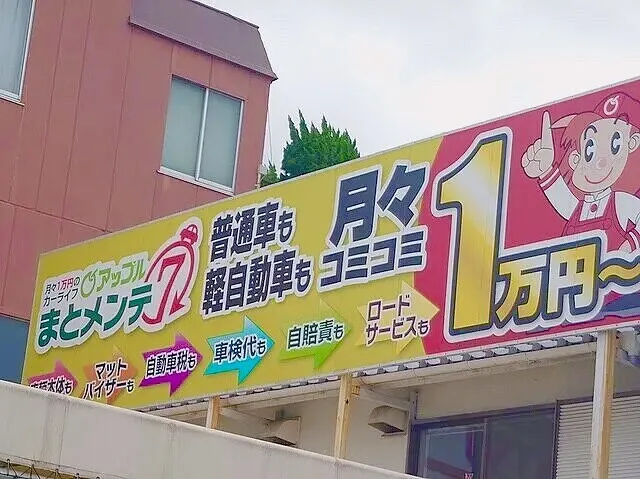 月々1万円の
カーライフ
アップル
まとメンテ7
普通車も
軽自動車も
月々
コミコミ
1万円〜
本体も
マット
バイザーも
自動車税も
車検代も
自賠責も
ロード
サービスも